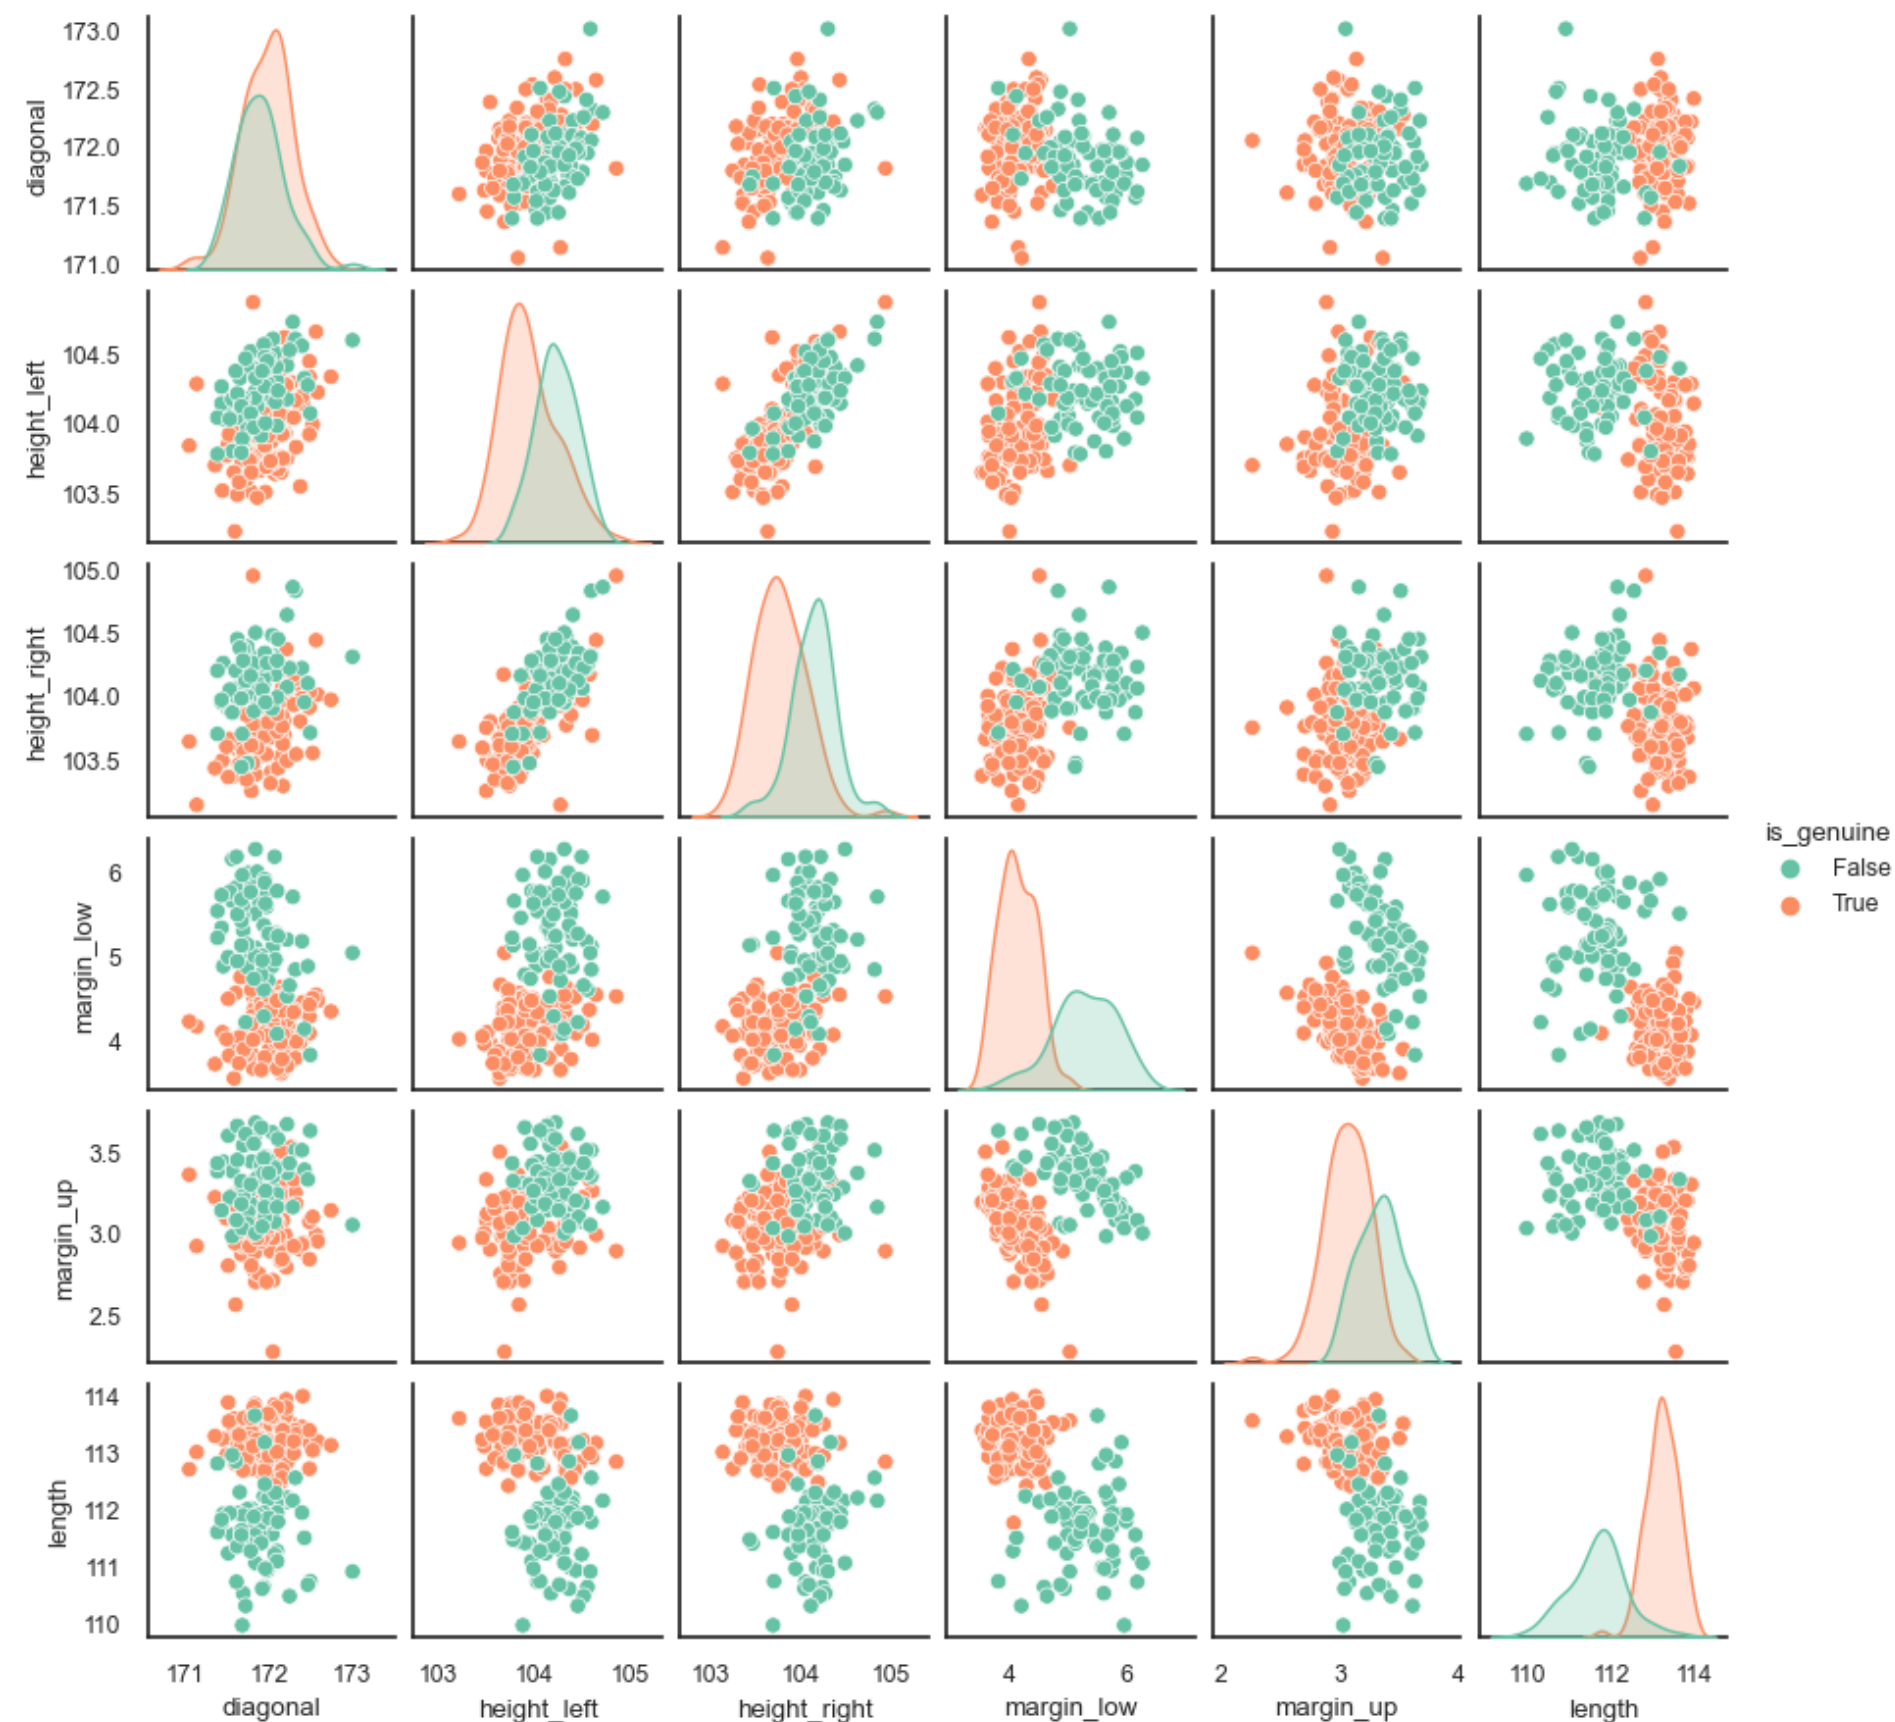 diagonal
173.0
172.5
172.0
171.5
171.0
height_left
104.5
104.0
103.5
height_right
105.0
104.5
104.0
103.5
margin_low
6
5
4
margin_up
3.5
3.0
2.5
length
114
113
112
111
110
171 172 173
103 104 105
103 104 105
4 6
2 3 4
110 112 114
diagonal
height_left
height_right
margin_low
margin_up
length
is_genuine
False
True